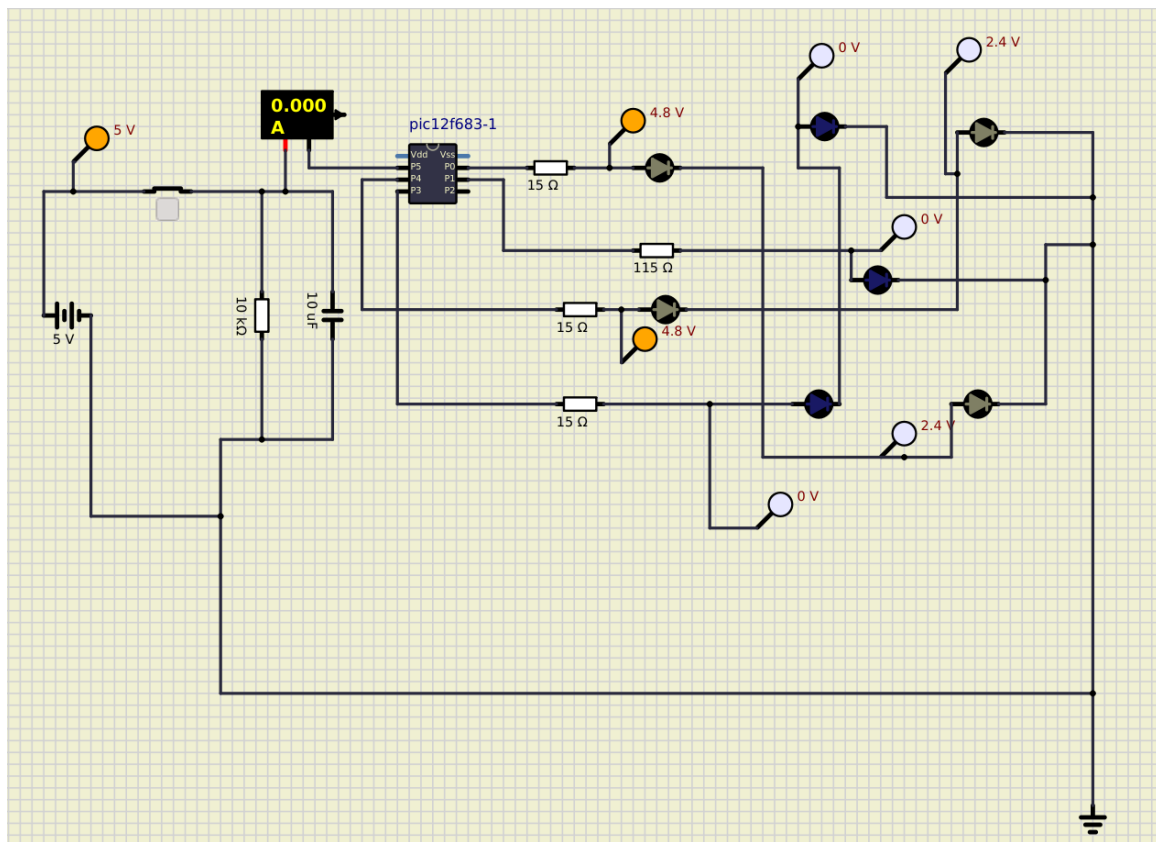 0 V
2.4 V
0.000
A
4.8 V
5 V
pic12f683-1
Vdd Vss
P5 P0
P4 P1
P3 P2
15 Ω
0 V
115 Ω
10 kΩ
10 uF
15 Ω
4.8 V
5 V
15 Ω
2.4 V
0 V